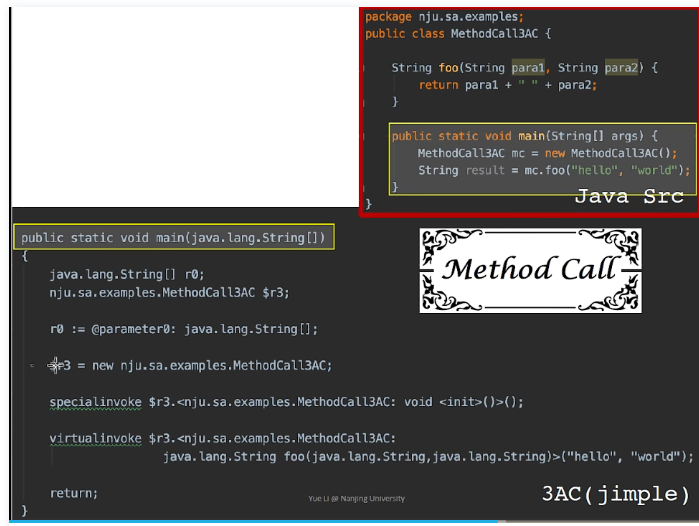 package nju.sa.examples;
public class MethodCall3AC {
String foo(String para1, String para2) {
return para1 + " " + para2;
}
public static void main(String[] args) {
MethodCall3AC mc = new MethodCall3AC();
String result = mc.foo("hello", "world");
}
}
Java Src
public static void main(java.lang.String[])
{
java.lang.String[] r0;
nju.sa.examples.MethodCall3AC $r3;
r0 := @parameter0: java.lang.String[];
r3 = new nju.sa.examples.MethodCall3AC;
specialinvoke $r3.<nju.sa.examples.MethodCall3AC: void <init>()>();
virtualinvoke $r3.<nju.sa.examples.MethodCall3AC:
java.lang.String foo(java.lang.String,java.lang.String)>("hello", "world");
return;
}
Method Call
3AC(jimple)
Yue Li @ Nanjing University